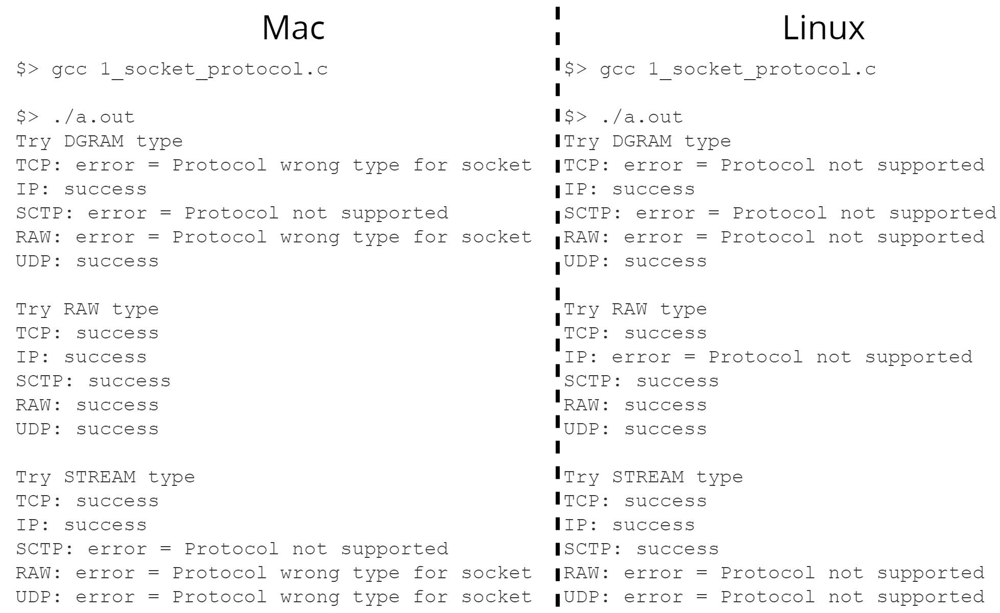 Mac
$> gcc 1_socket_protocol.c
$> ./a.out
Try DGRAM type
TCP: error = Protocol wrong type for socket
IP: success
SCTP: error = Protocol not supported
RAW: error = Protocol wrong type for socket
UDP: success
Try RAW type
TCP: success
IP: success
SCTP: success
RAW: success
UDP: success
Try STREAM type
TCP: success
IP: success
SCTP: error = Protocol not supported
RAW: error = Protocol wrong type for socket
UDP: error = Protocol wrong type for socket
Linux
$> gcc 1_socket_protocol.c
$> ./a.out
Try DGRAM type
TCP: error = Protocol not supported
IP: success
SCTP: error = Protocol not supported
RAW: error = Protocol not supported
UDP: success
Try RAW type
TCP: success
IP: error = Protocol not supported
SCTP: success
RAW: success
UDP: success
Try STREAM type
TCP: success
IP: success
SCTP: success
RAW: error = Protocol not supported
UDP: error = Protocol not supported